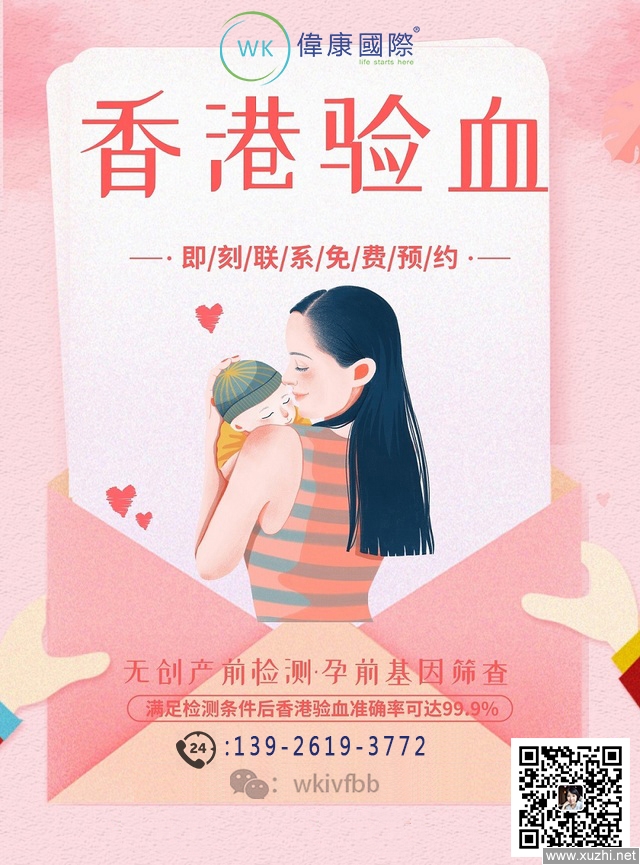 WK 偉康國際®
life starts here
香港验血
即/刻/联/系/免/费/预/约
无创产前检测·孕前基因筛查
满足检测条件后香港验血准确率可达99.9%
24 :139-2619-3772
: wkivfbb
www.xuzhi.net